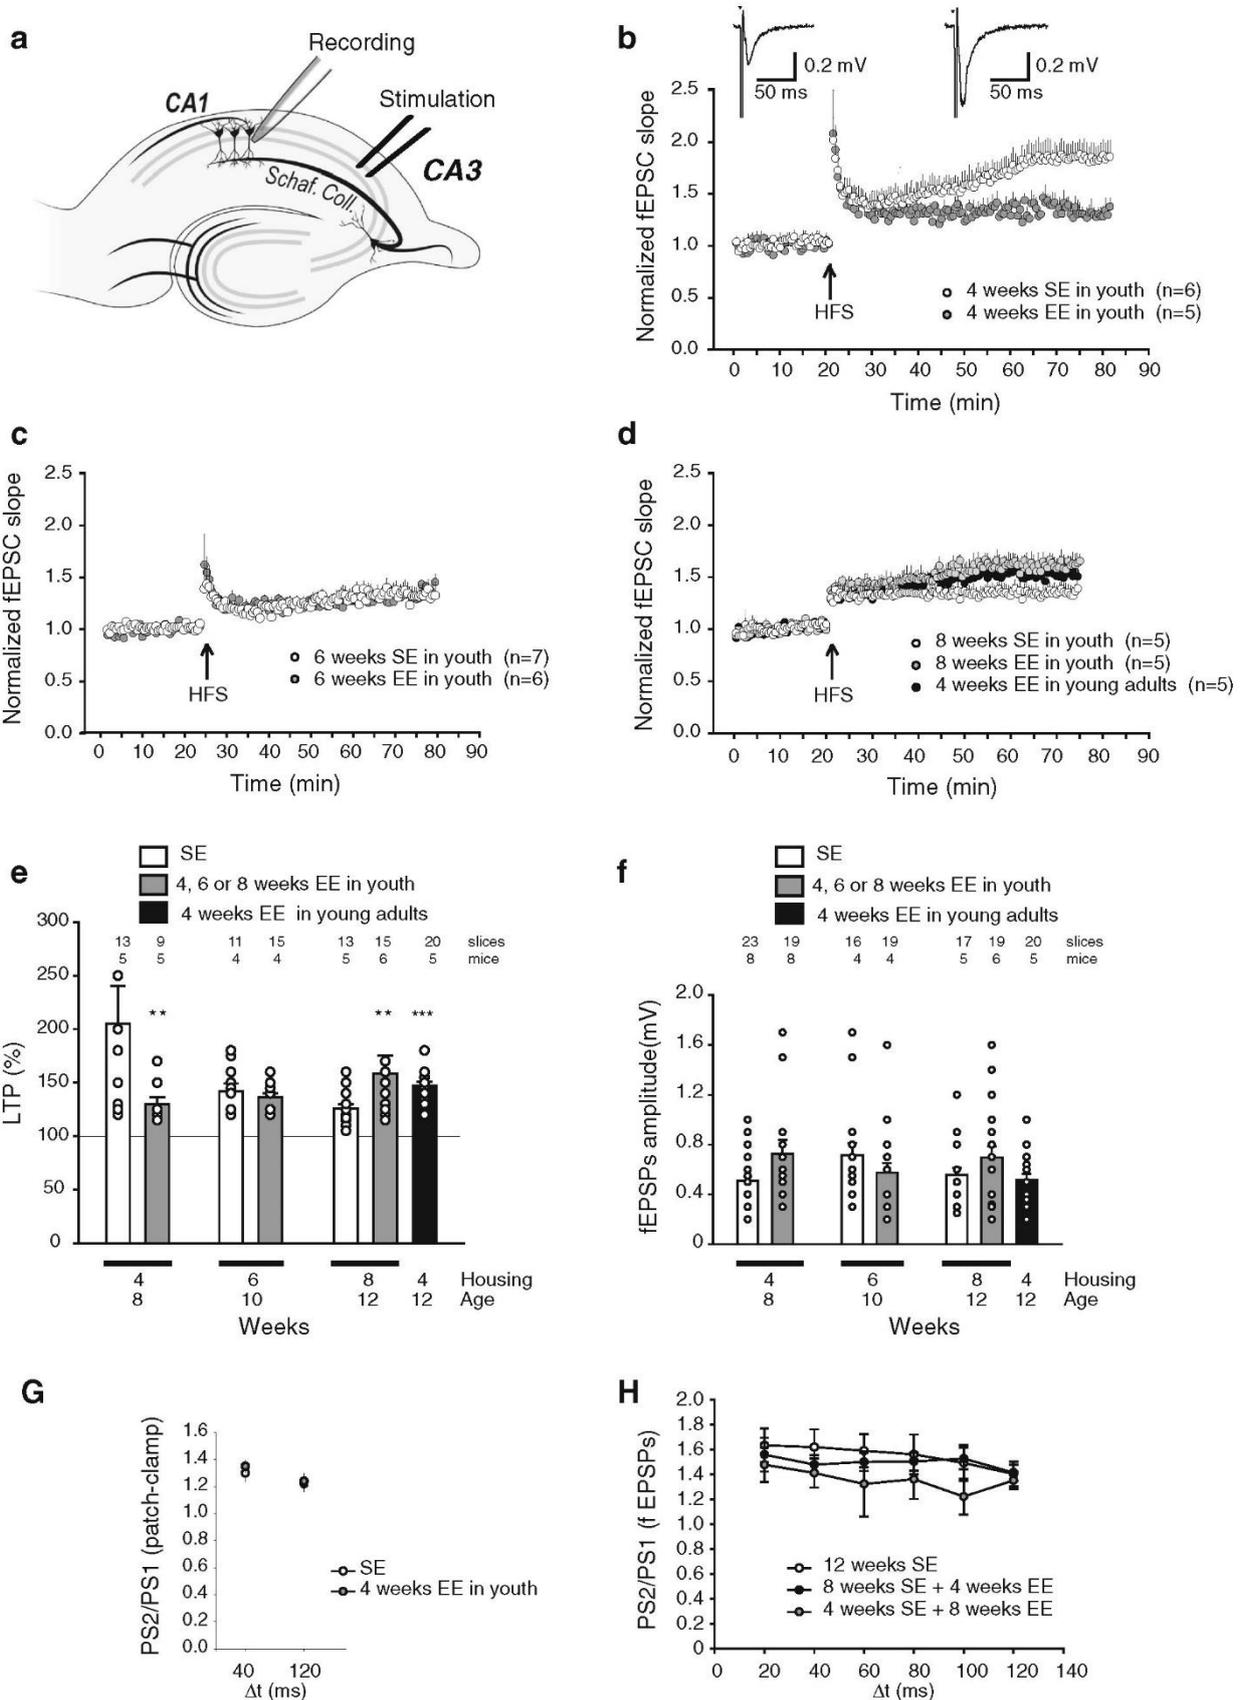 a
Recording
CA1
Stimulation
CA3
Schaf. Coll.
b
0.2 mV
50 ms
0.2 mV
50 ms
Normalized fEPSC slope
2.5
2.0
1.5
1.0
0.5
0.0
HFS
4 weeks SE in youth (n=6)
4 weeks EE in youth (n=5)
0 10 20 30 40 50 60 70 80 90
Time (min)
c
Normalized fEPSC slope
2.5
2.0
1.5
1.0
0.5
0.0
HFS
6 weeks SE in youth (n=7)
6 weeks EE in youth (n=6)
0 10 20 30 40 50 60 70 80 90
Time (min)
d
Normalized fEPSC slope
2.5
2.0
1.5
1.0
0.5
0.0
HFS
8 weeks SE in youth (n=5)
8 weeks EE in youth (n=5)
4 weeks EE in young adults (n=5)
0 10 20 30 40 50 60 70 80 90
Time (min)
e
SE
4, 6 or 8 weeks EE in youth
4 weeks EE in young adults
13 9 11 15 13 15 20 slices
5 5 4 4 5 6 5 mice
LTP (%)
300
250
200
150
100
50
0
** ** ***
4 6 8 4 Housing
8 10 12 12 Age
Weeks
f
SE
4, 6 or 8 weeks EE in youth
4 weeks EE in young adults
23 19 16 19 17 19 20 slices
8 8 4 4 5 6 5 mice
fEPSPs amplitude(mV)
2.0
1.6
1.2
0.8
0.4
0
4 6 8 4 Housing
8 10 12 12 Age
Weeks
G
PS2/PS1 (patch-clamp)
1.6
1.4
1.2
1.0
0.8
0.6
0.4
0.2
0.0
SE
4 weeks EE in youth
40 120
Δt (ms)
H
PS2/PS1 (f EPSPs)
2.0
1.8
1.6
1.4
1.2
1.0
0.8
0.6
0.4
0.2
0
12 weeks SE
8 weeks SE + 4 weeks EE
4 weeks SE + 8 weeks EE
0 20 40 60 80 100 120 140
Δt (ms)